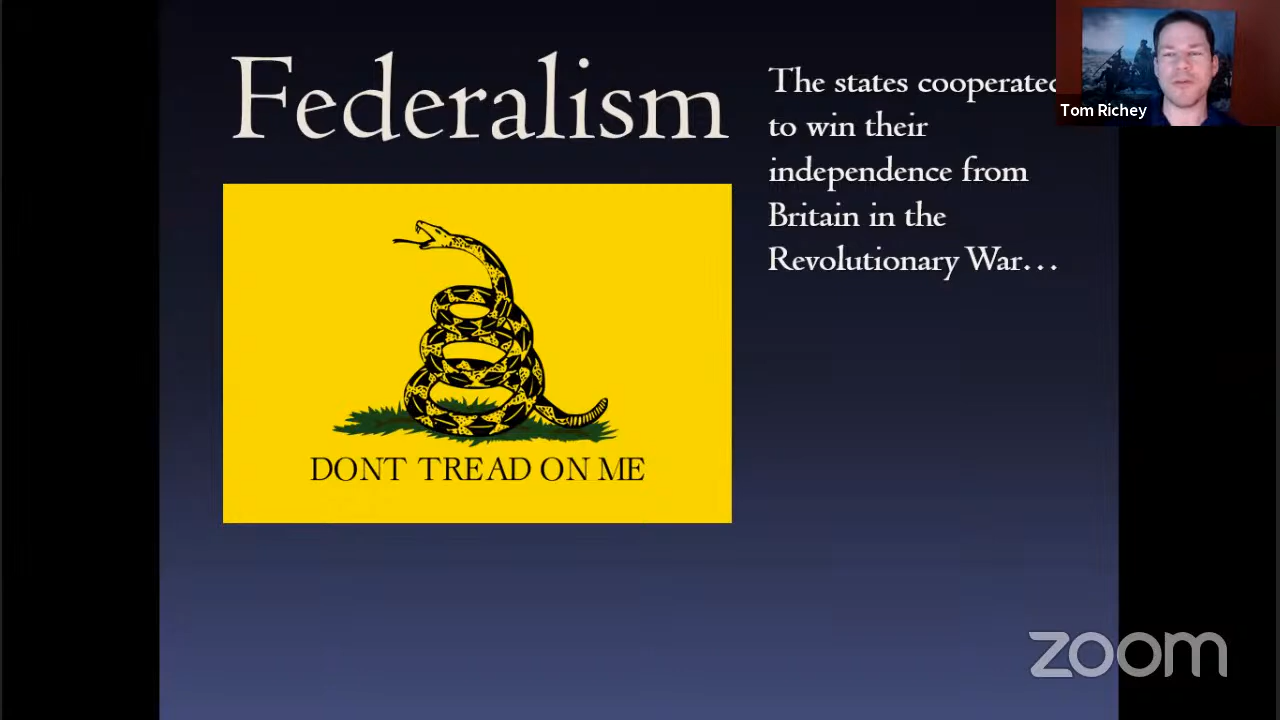 Federalism
The states cooperated
to win their
independence from
Britain in the
Revolutionary War…
Tom Richey
DONT TREAD ON ME
zoom